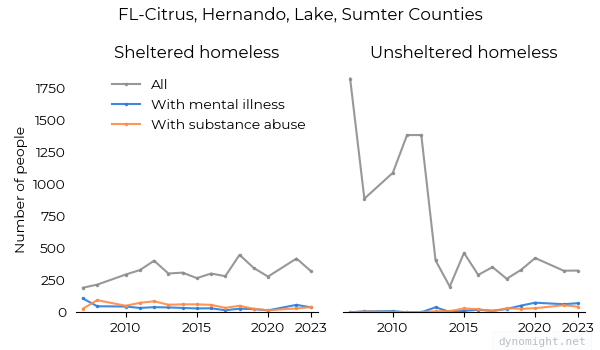 FL-Citrus, Hernando, Lake, Sumter Counties
Sheltered homeless
Unsheltered homeless
All
With mental illness
With substance abuse
Number of people
1750
1500
1250
1000
750
500
250
0
2010 2015 2020 2023
2010 2015 2020 2023
dynomight.net